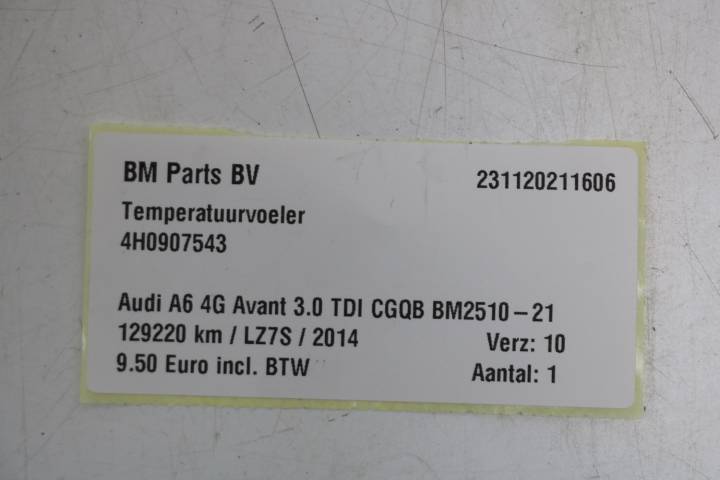 BM Parts BV 231120211606
Temperatuurvoeler
4H0907543
Audi A6 4G Avant 3.0 TDI CGQB BM2510-21
129220 km / LZ7S / 2014 Verz: 10
9.50 Euro incl. BTW Aantal: 1